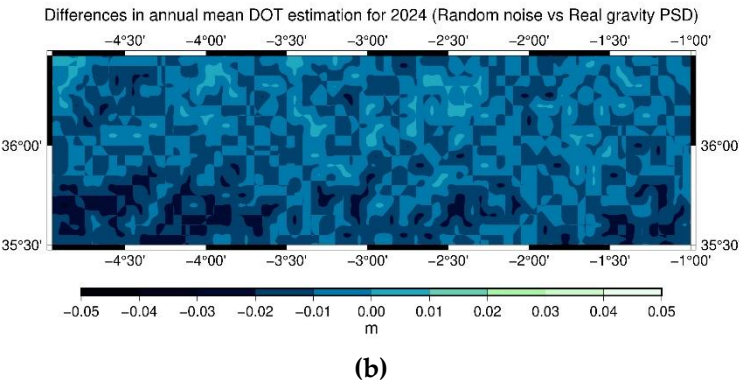 Differences in annual mean DOT estimation for 2024 (Random noise vs Real gravity PSD)
−4°30' −4°00' −3°30' −3°00' −2°30' −2°00' −1°30' −1°00'
36°00' 36°00'
35°30' 35°30'
−4°30' −4°00' −3°30' −3°00' −2°30' −2°00' −1°30' −1°00'
−0.05 −0.04 −0.03 −0.02 −0.01 0.00 0.01 0.02 0.03 0.04 0.05
m
(b)